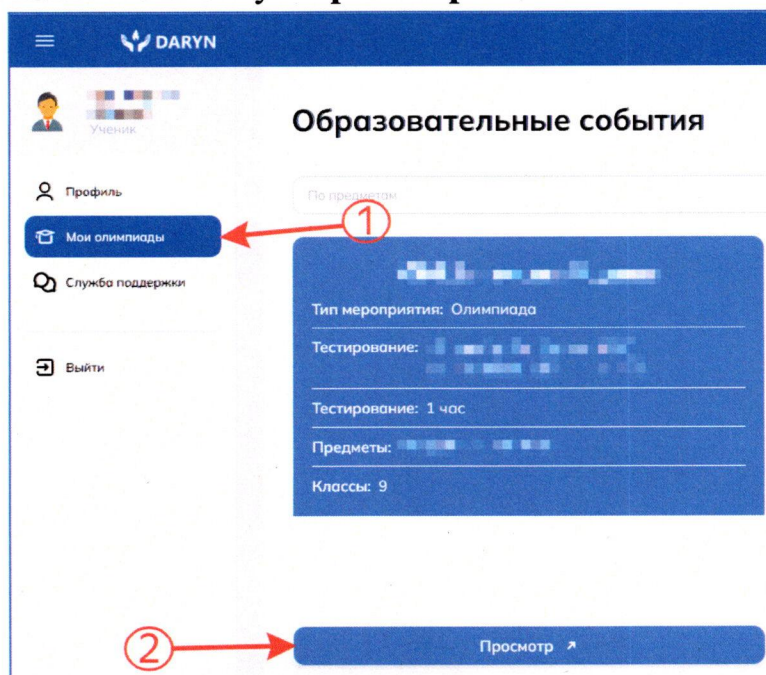 DARYN
Ученик
Образовательные события
Профиль
По предметам
Мои олимпиады
①
Служба поддержки
Тип мероприятия: Олимпиада
Тестирование:
Выйти
Тестирование: 1 час
Предметы:
Классы: 9
②
Просмотр